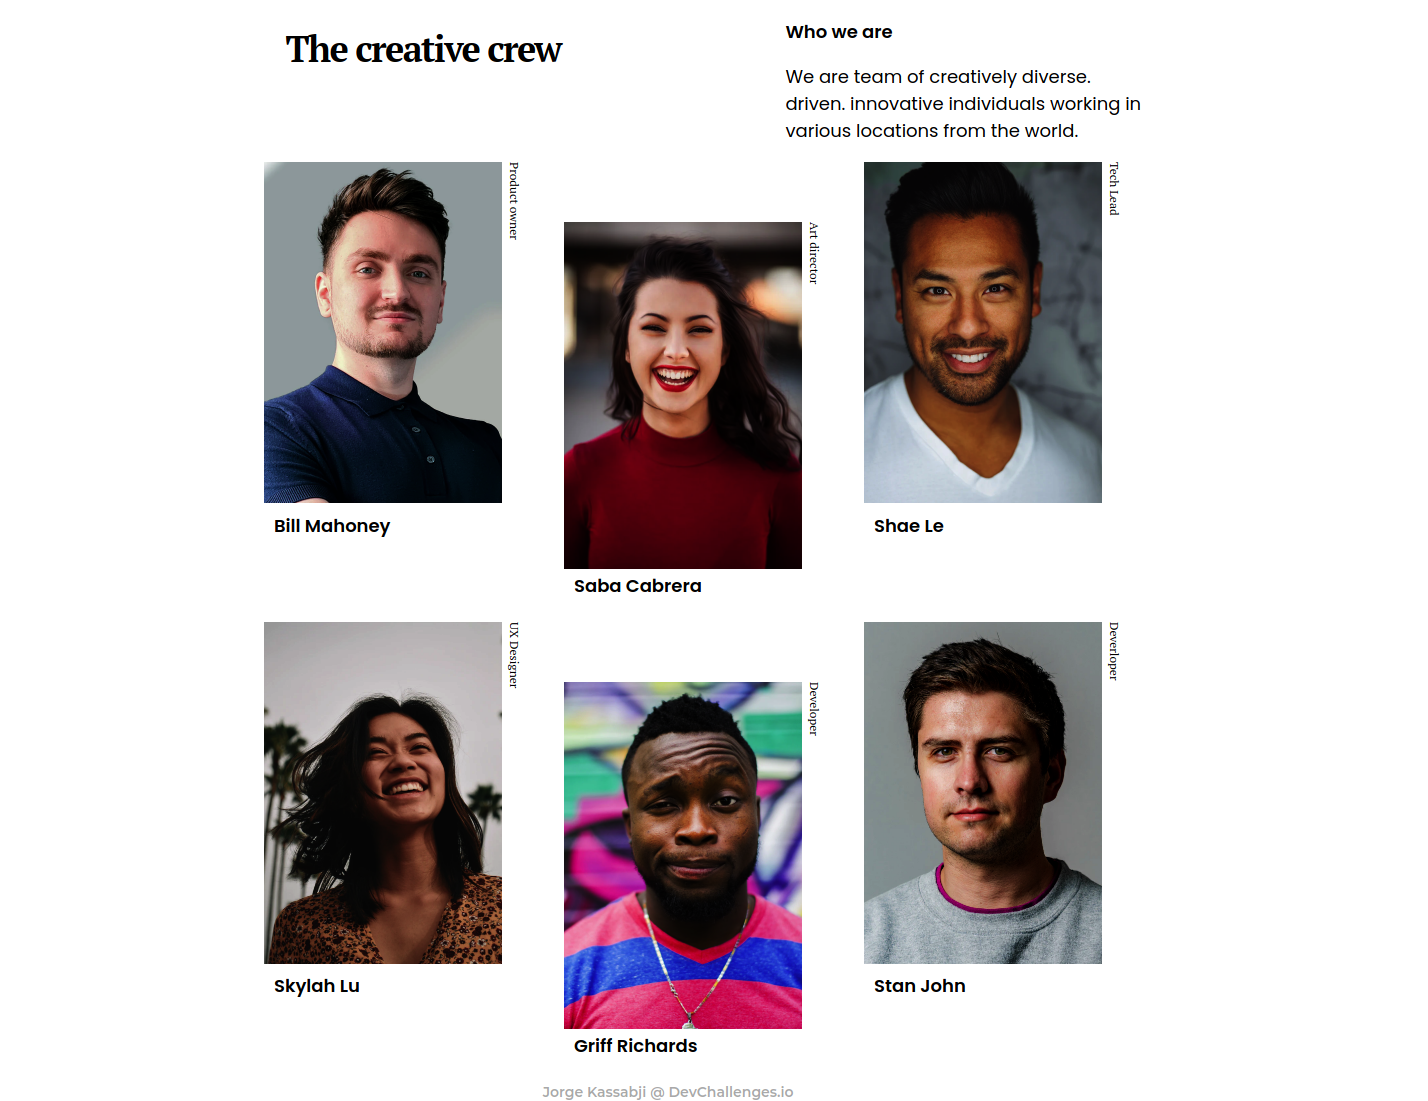 The creative crew
Who we are
We are team of creatively diverse.
driven. innovative individuals working in
various locations from the world.
Product owner
Bill Mahoney
Art director
Saba Cabrera
Tech Lead
Shae Le
UX Designer
Skylah Lu
Developer
Griff Richards
Deverloper
Stan John
Jorge Kassabji @ DevChallenges.io